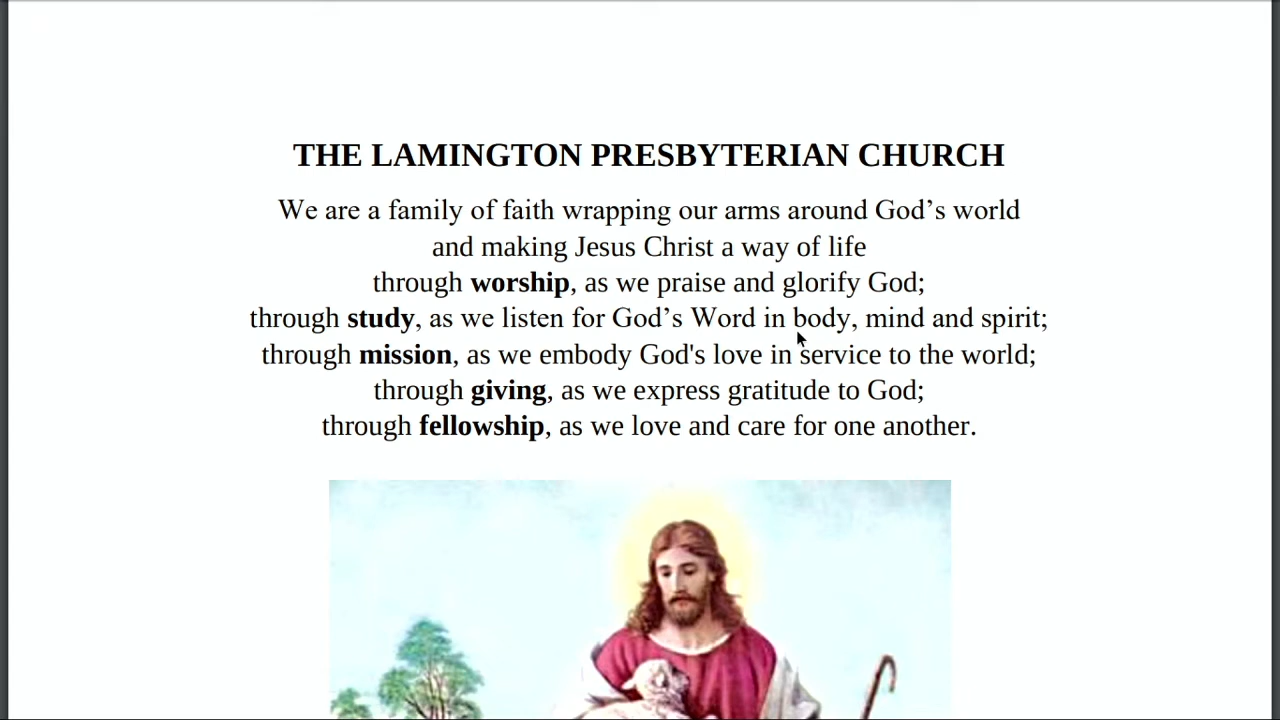 THE LAMINGTON PRESBYTERIAN CHURCH
We are a family of faith wrapping our arms around God’s world
and making Jesus Christ a way of life
through worship, as we praise and glorify God;
through study, as we listen for God’s Word in body, mind and spirit;
through mission, as we embody God's love in service to the world;
through giving, as we express gratitude to God;
through fellowship, as we love and care for one another.